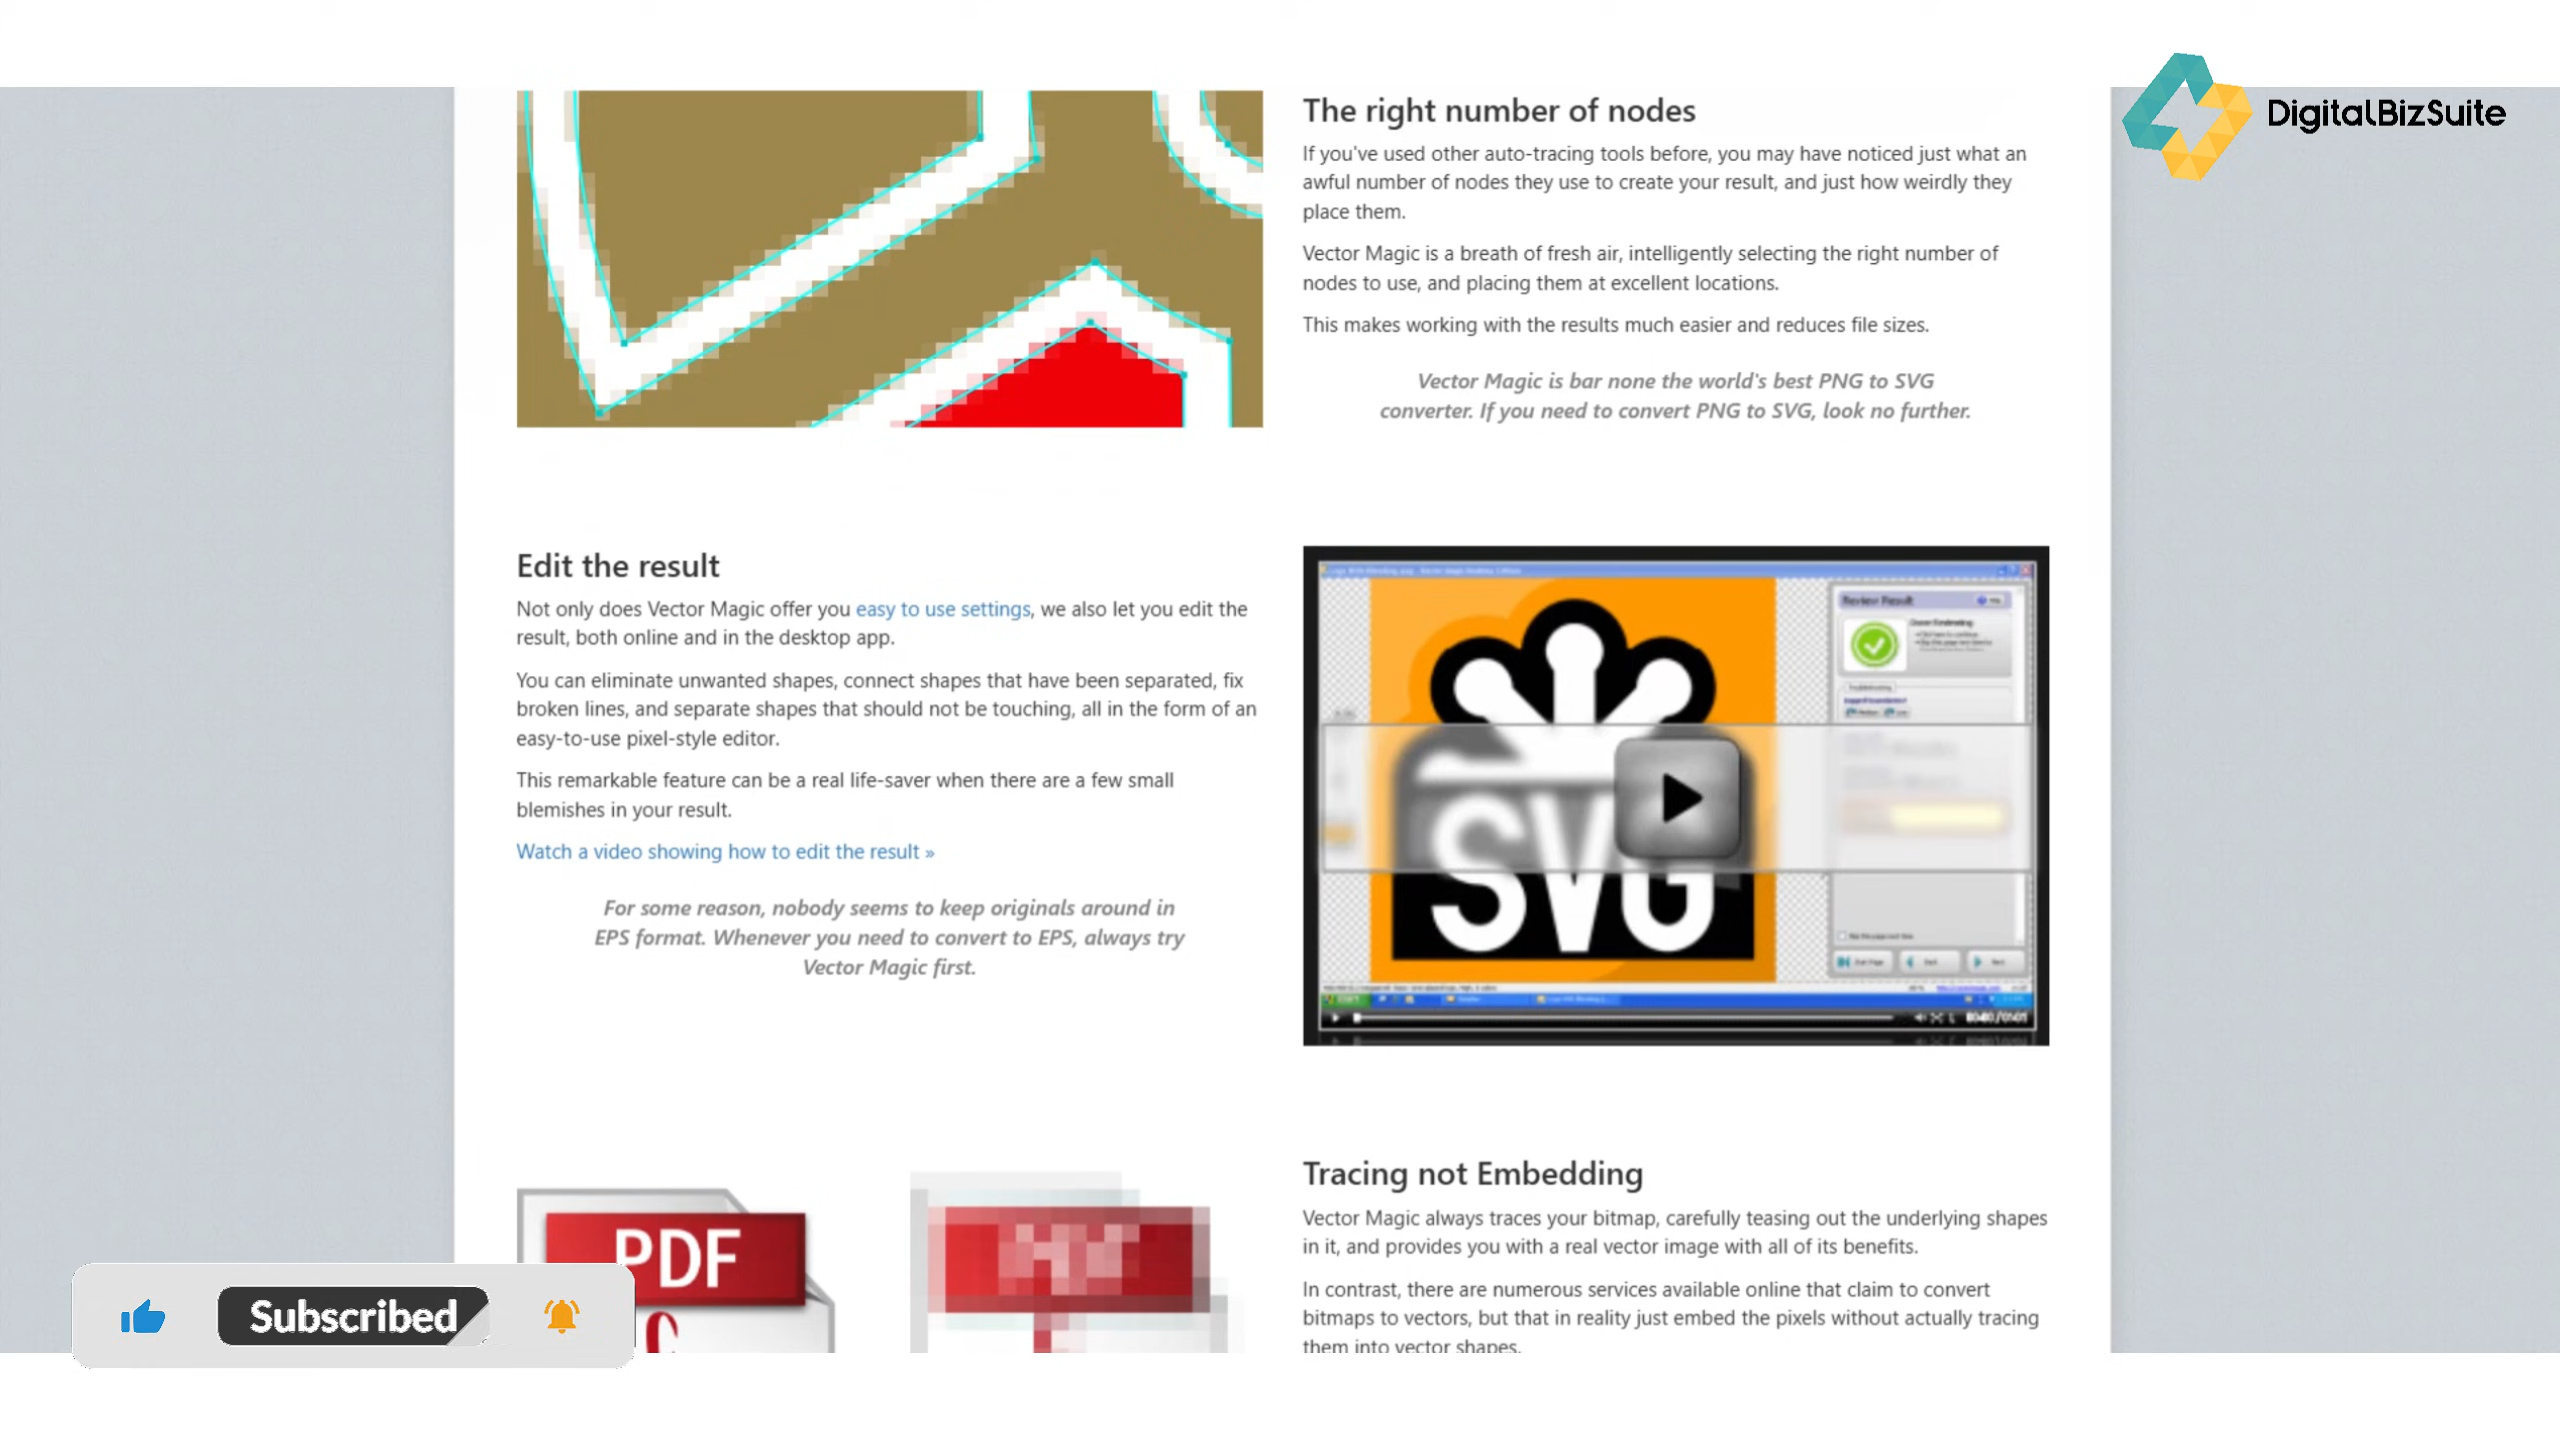 DigitalBizSuite
The right number of nodes
If you've used other auto-tracing tools before, you may have noticed just what an
awful number of nodes they use to create your result, and just how weirdly they
place them.
Vector Magic is a breath of fresh air, intelligently selecting the right number of
nodes to use, and placing them at excellent locations.
This makes working with the results much easier and reduces file sizes.
Vector Magic is bar none the world's best PNG to SVG
converter. If you need to convert PNG to SVG, look no further.
Edit the result
Not only does Vector Magic offer you easy to use settings, we also let you edit the
result, both online and in the desktop app.
You can eliminate unwanted shapes, connect shapes that have been separated, fix
broken lines, and separate shapes that should not be touching, all in the form of an
easy-to-use pixel-style editor.
This remarkable feature can be a real life-saver when there are a few small
blemishes in your result.
Watch a video showing how to edit the result »
For some reason, nobody seems to keep originals around in
EPS format. Whenever you need to convert to EPS, always try
Vector Magic first.
Review Result
SVG
PDF
Tracing not Embedding
Vector Magic always traces your bitmap, carefully teasing out the underlying shapes
in it, and provides you with a real vector image with all of its benefits.
In contrast, there are numerous services available online that claim to convert
bitmaps to vectors, but that in reality just embed the pixels without actually tracing
them into vector shapes.
Subscribed